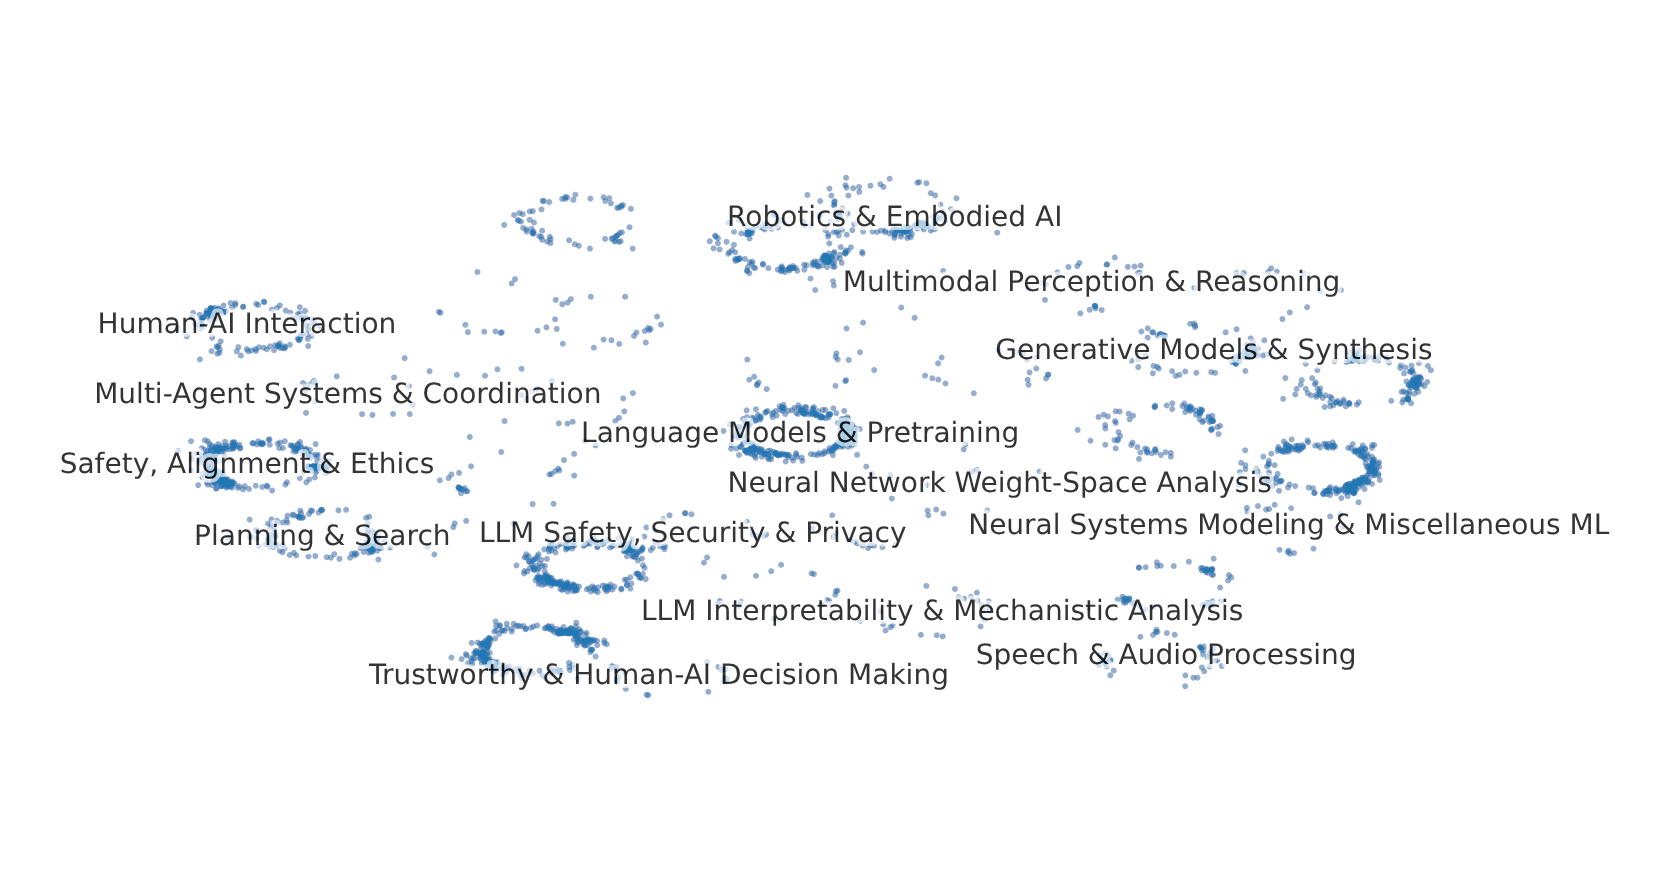 Robotics & Embodied AI
Multimodal Perception & Reasoning
Human-AI Interaction
Generative Models & Synthesis
Multi-Agent Systems & Coordination
Language Models & Pretraining
Safety, Alignment & Ethics
Neural Network Weight-Space Analysis
Neural Systems Modeling & Miscellaneous ML
Planning & Search
LLM Safety, Security & Privacy
LLM Interpretability & Mechanistic Analysis
Speech & Audio Processing
Trustworthy & Human-AI Decision Making